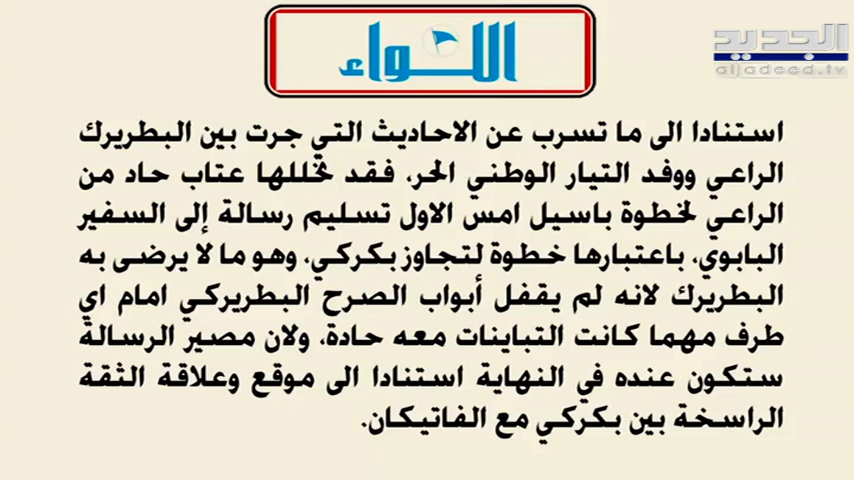 اللواء
الجديد
aljadeed.tv
استنادا الى ما تسرب عن الاحاديث التي جرت بين البطريرك
الراعي ووفد التيار الوطني الحر، فقد تخللها عتاب حاد من
الراعي لخطوة باسيل امس الاول تسليم رسالة إلى السفير
البابوي، باعتبارها خطوة لتجاوز بكركي، وهو ما لا يرضى به
البطريرك لانه لم يقفل أبواب الصرح البطريركي امام اي
طرف مهما كانت التباينات معه حادة، ولان مصير الرسالة
ستكون عنده في النهاية استنادا الى موقع وعلاقة الثقة
الراسخة بين بكركي مع الفاتيكان.